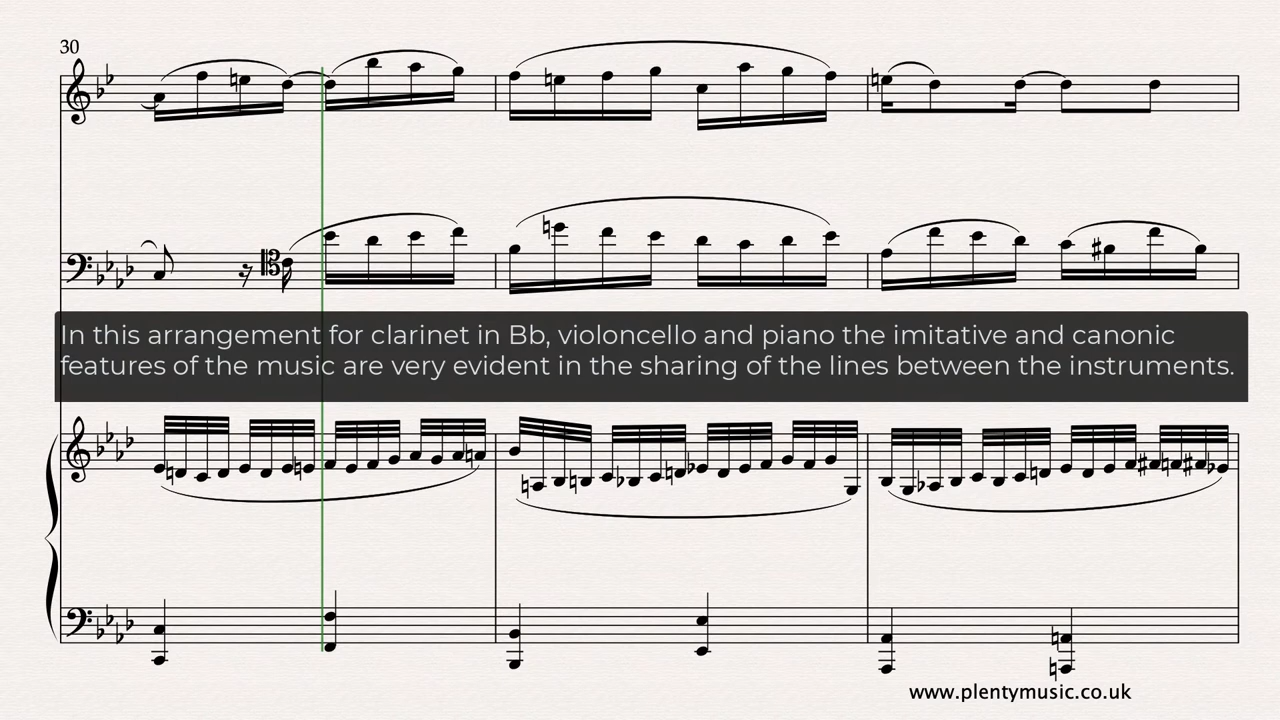 30
In this arrangement for clarinet in Bb, violoncello and piano the imitative and canonic
features of the music are very evident in the sharing of the lines between the instruments.
www.plentymusic.co.uk